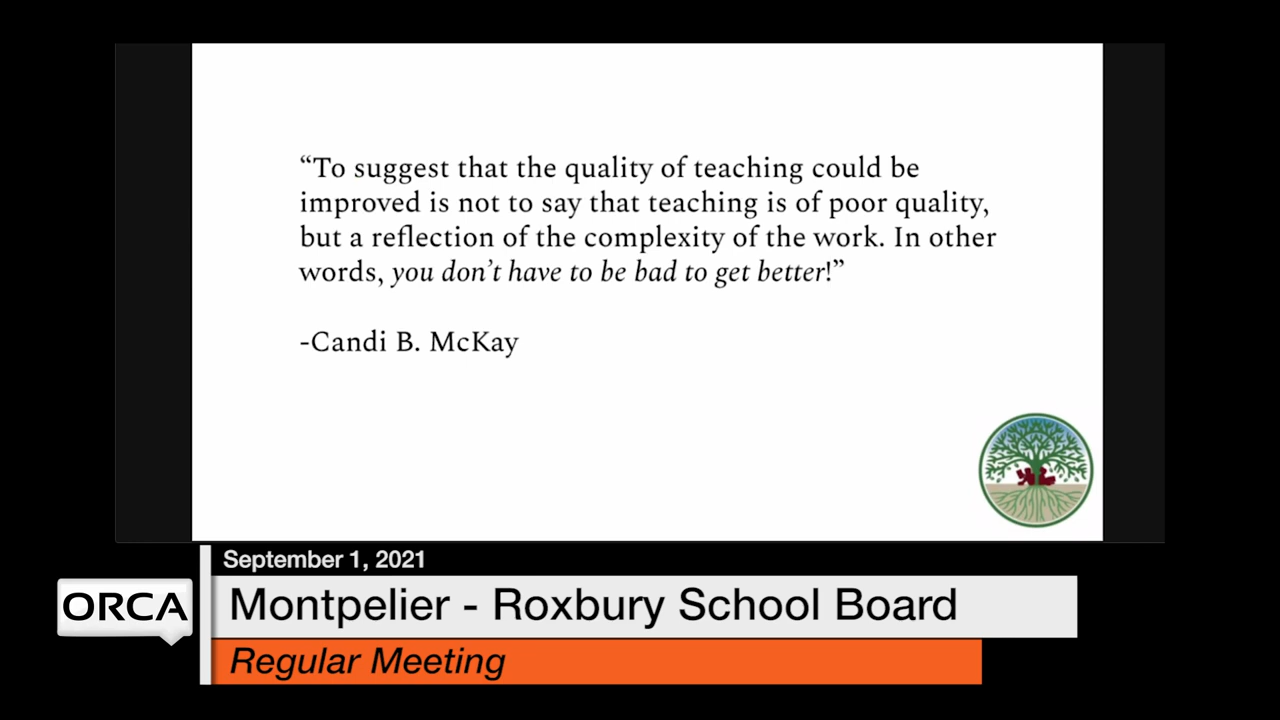 “To suggest that the quality of teaching could be
improved is not to say that teaching is of poor quality,
but a reflection of the complexity of the work. In other
words, you don’t have to be bad to get better!”
-Candi B. McKay
September 1, 2021
ORCA
Montpelier - Roxbury School Board
Regular Meeting